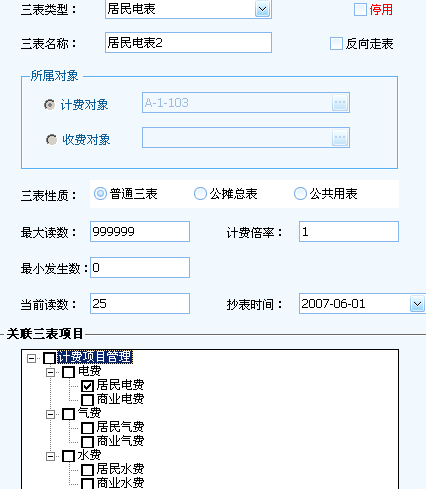 三表类型： 居民电表 停用
三表名称： 居民电表2 反向走表
所属对象
计费对象 A-1-103
收费对象
三表性质： 普通三表 公摊总表 公共用表
最大读数： 999999 计费倍率： 1
最小发生数： 0
当前读数： 25 抄表时间： 2007-06-01
关联三表项目
计费项目管理
电费
居民电费
商业电费
气费
居民气费
商业气费
水费
居民水费
商业水费